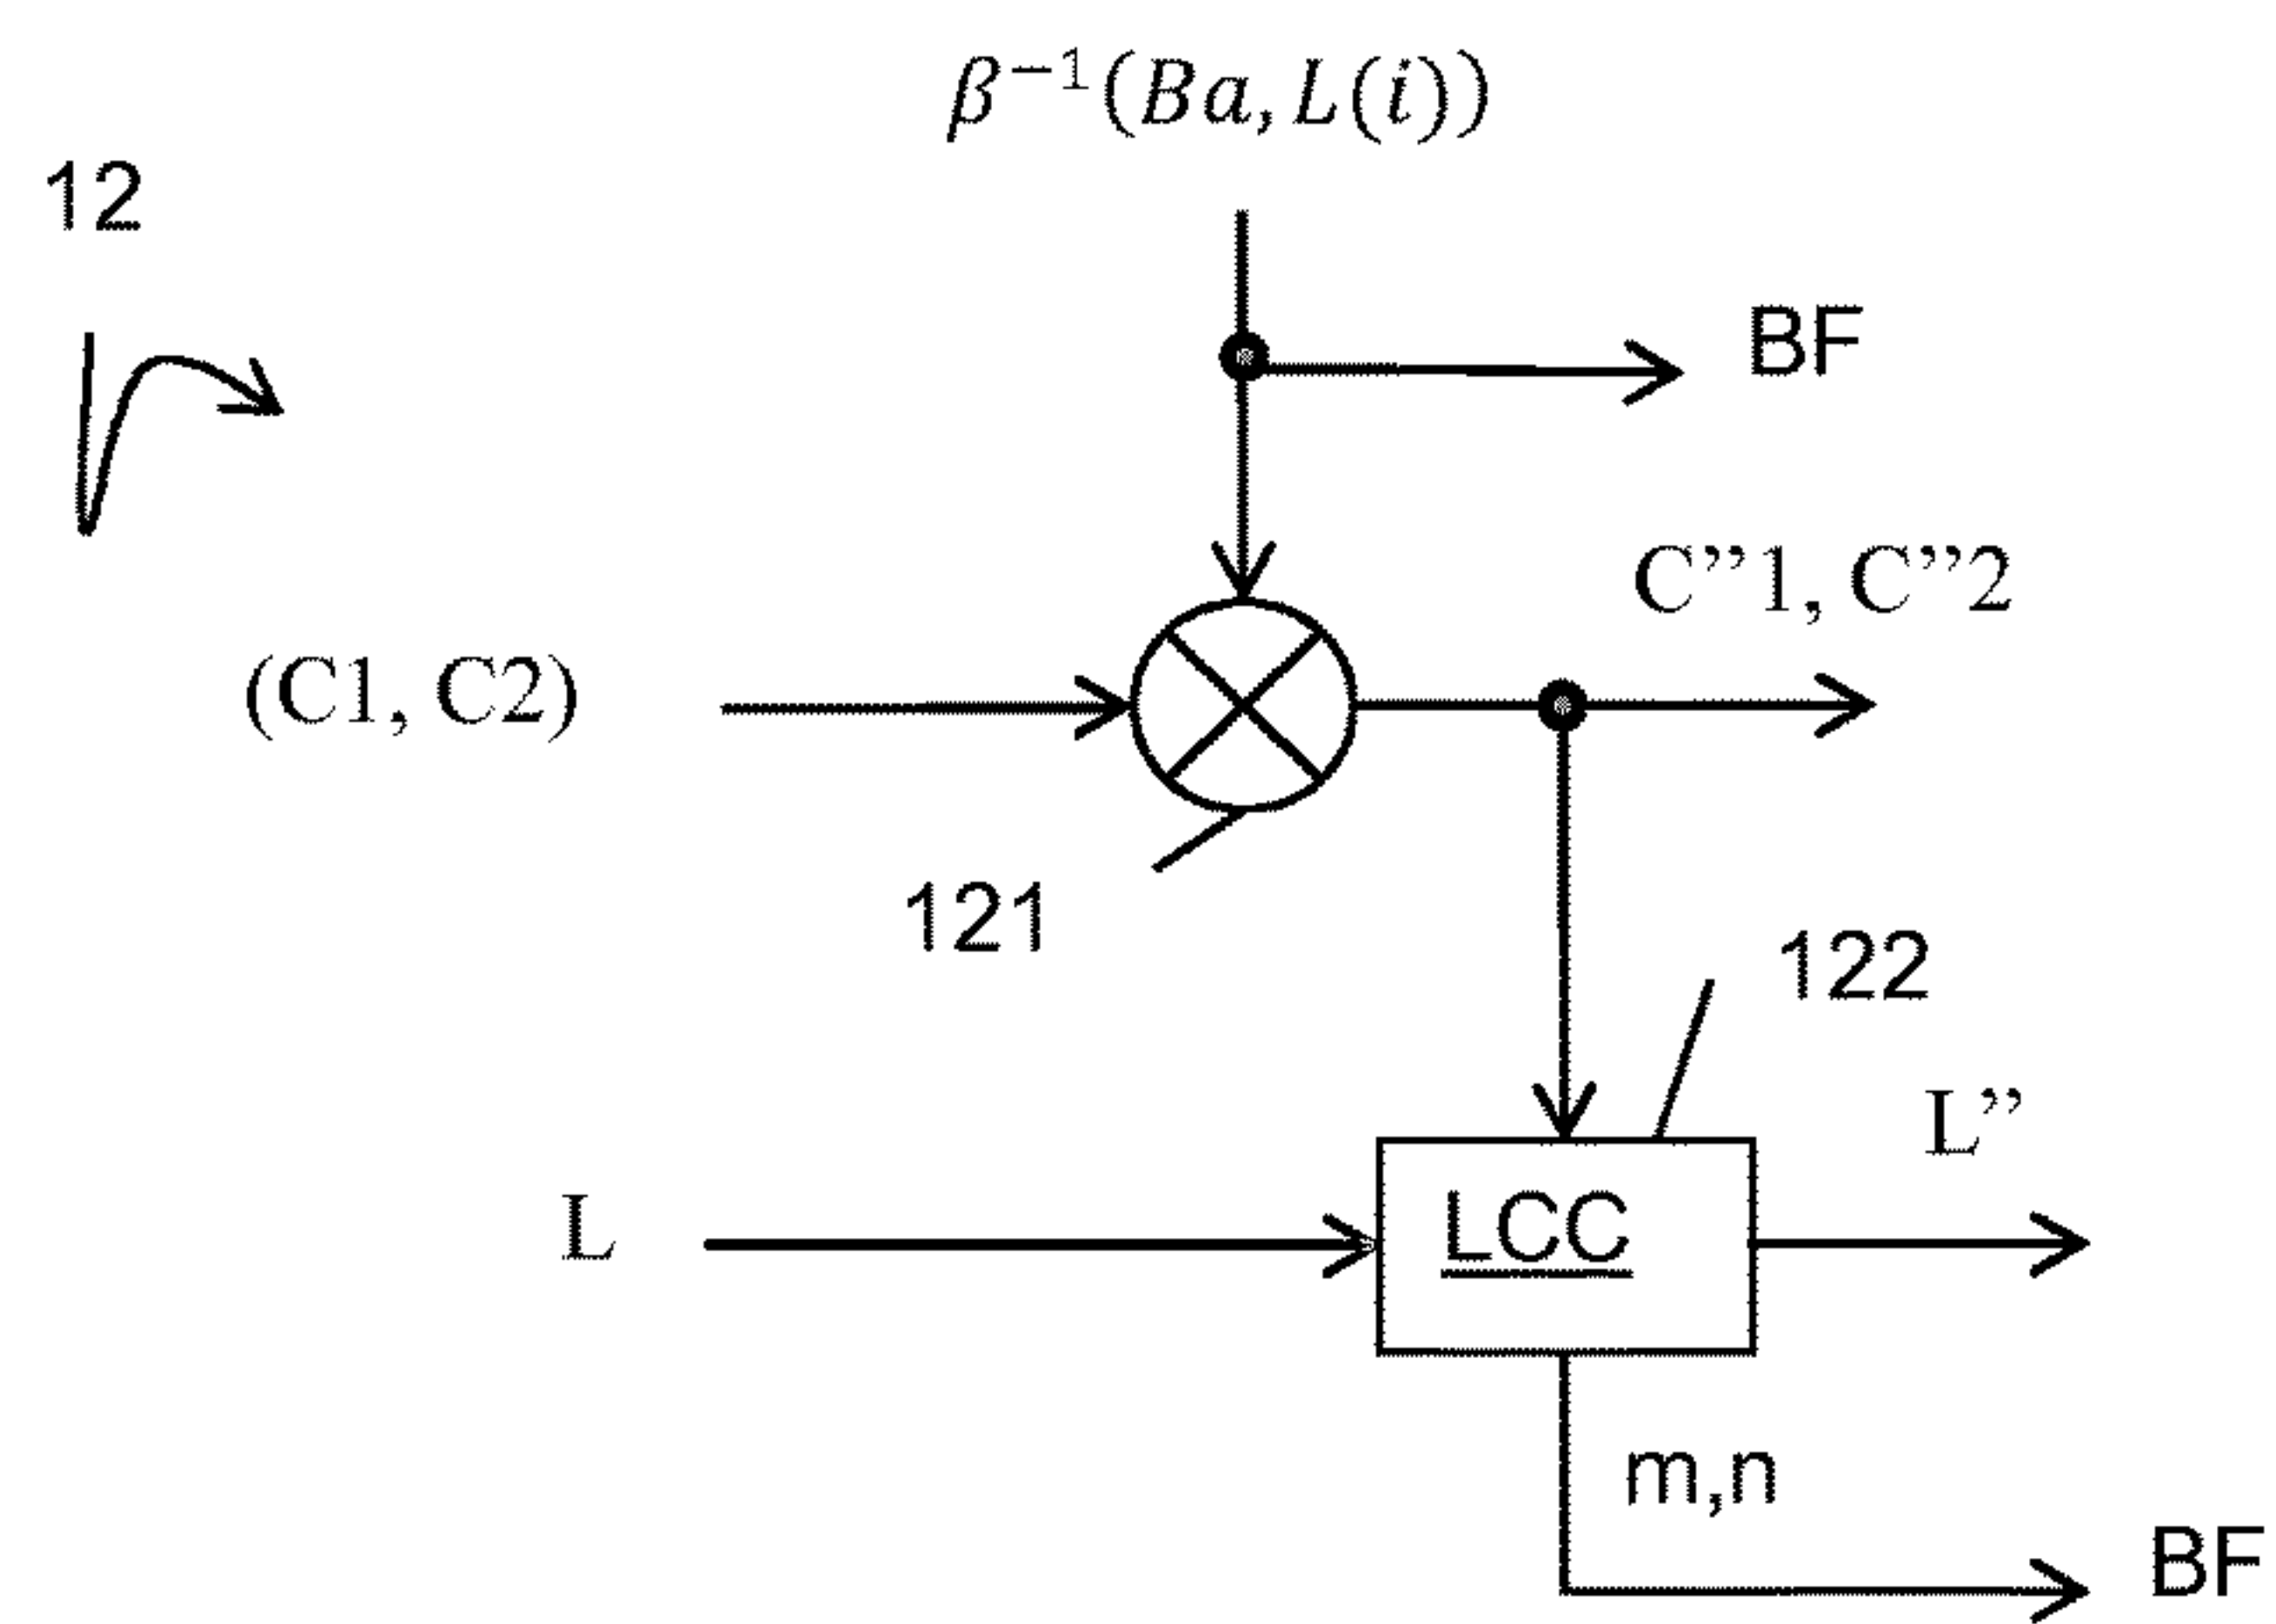 β⁻¹(Ba, L(i))
12
BF
C”1, C”2
(C1, C2)
121
122
L”
L
LCC
m,n
BF